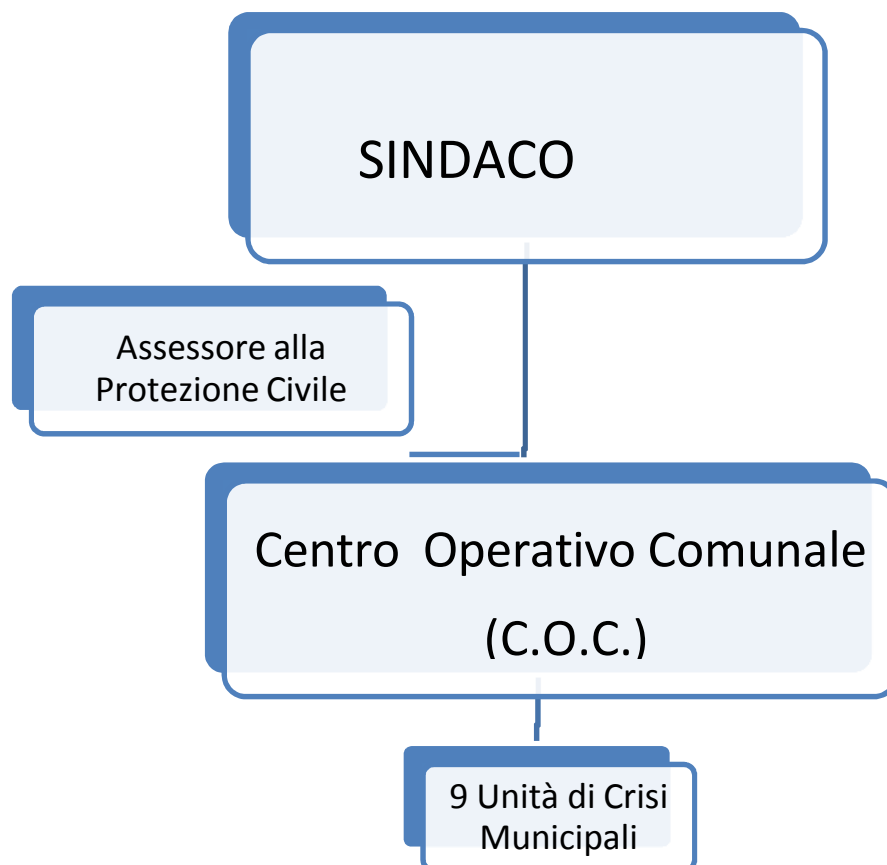 SINDACO
Assessore alla
Protezione Civile
Centro Operativo Comunale
(C.O.C.)
9 Unità di Crisi
Municipali